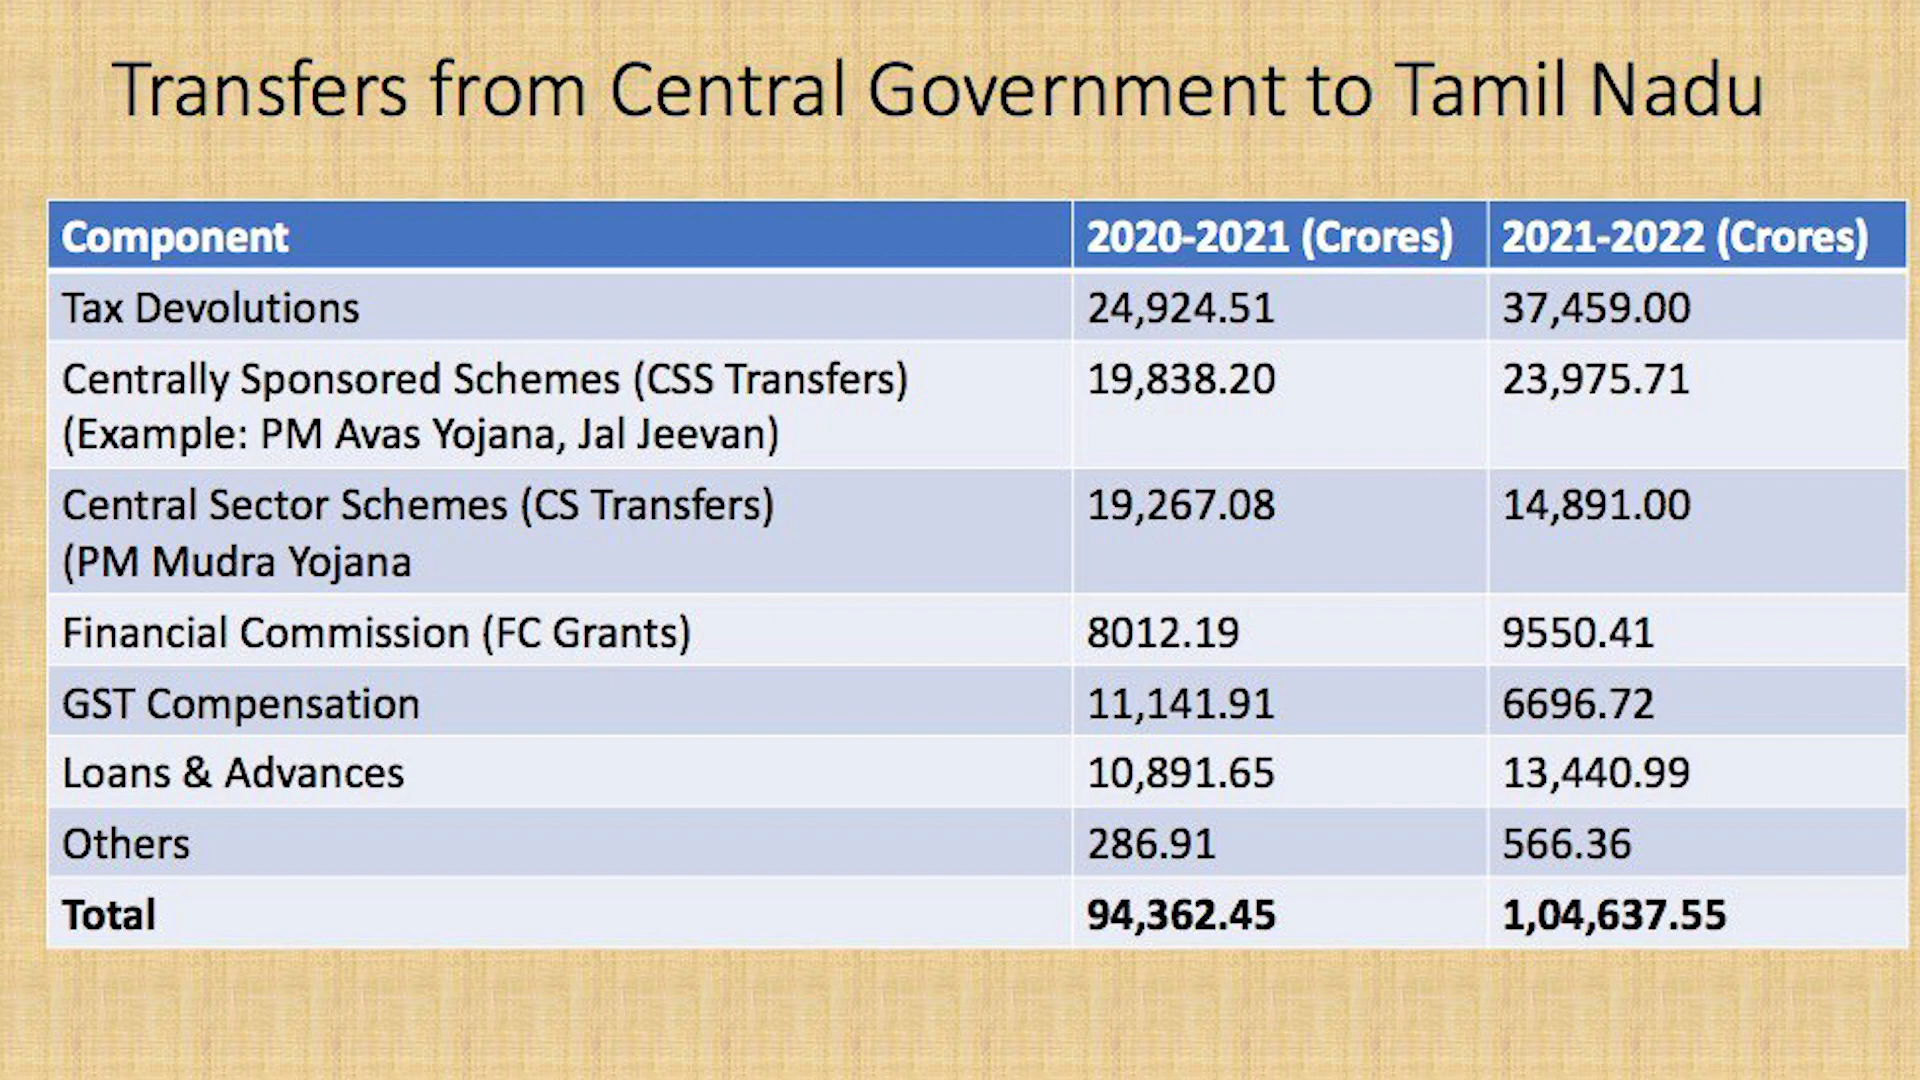 Transfers from Central Government to Tamil Nadu
Component 2020-2021 (Crores) 2021-2022 (Crores)
Tax Devolutions 24,924.51 37,459.00
Centrally Sponsored Schemes (CSS Transfers) 19,838.20 23,975.71
(Example: PM Avas Yojana, Jal Jeevan)
Central Sector Schemes (CS Transfers) 19,267.08 14,891.00
(PM Mudra Yojana
Financial Commission (FC Grants) 8012.19 9550.41
GST Compensation 11,141.91 6696.72
Loans & Advances 10,891.65 13,440.99
Others 286.91 566.36
Total 94,362.45 1,04,637.55